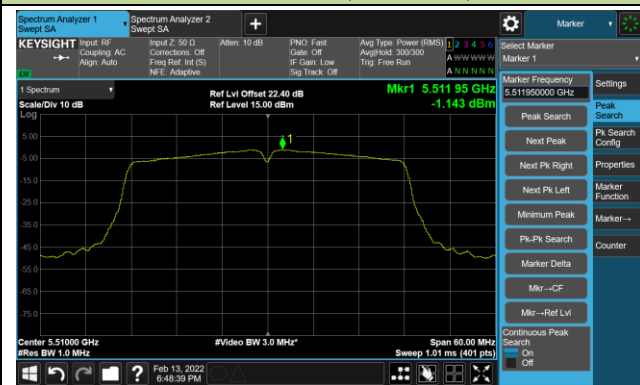 Spectrum Analyzer 1
Swept SA
Spectrum Analyzer 2
Swept SA
+
Marker
KEYSIGHT
Input: RF
Coupling: AC
Align: Auto
Input Z: 50 Ω
Corrections: Off
Freq Ref: Int (S)
NFE: Adaptive
Atten: 10 dB
PNO: Fast
Gate: Off
IF Gain: Low
Sig Track: Off
Avg Type: Power (RMS)
Avg|Hold: 300/300
Trig: Free Run
1 2 3 4 5 6
A W W W W W
A N N N N N
Select Marker
Marker 1
1 Spectrum
Scale/Div 10 dB
Log
Ref Lvl Offset 22.40 dB
Ref Level 15.00 dBm
Mkr1 5.511 95 GHz
-1.143 dBm
1
5.00
-5.00
-15.0
-25.0
-35.0
-45.0
-55.0
-65.0
-75.0
Center 5.51000 GHz
#Res BW 1.0 MHz
#Video BW 3.0 MHz*
Span 60.00 MHz
Sweep 1.01 ms (401 pts)
Marker Frequency
5.511950000 GHz
Peak Search
Next Peak
Next Pk Right
Next Pk Left
Minimum Peak
Pk-Pk Search
Marker Delta
Mkr→CF
Mkr→Ref Lvl
Continuous Peak
Search
On
Off
Settings
Peak
Search
Pk Search
Config
Properties
Marker
Function
Marker→
Counter
?
Feb 13, 2022
6:48:39 PM